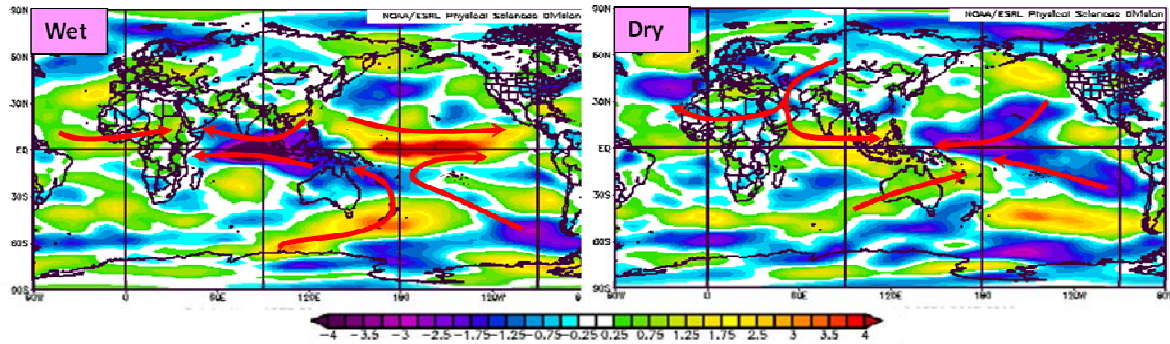 NOAA/ESRL Physical Sciences Division
Wet
90N
60N
30N
EQ
30S
60S
90S
60W 0 60E 120E 180 120W
NOAA/ESRL Physical Sciences Division
Dry
90N
60N
30N
EQ
30S
60S
90S
60W 0 60E 120E 180 120W 60W
-4 -3.5 -3 -2.5 -1.75 -1.25 -0.75 -0.25 0.25 0.75 1.25 1.75 2.5 3 3.5 4